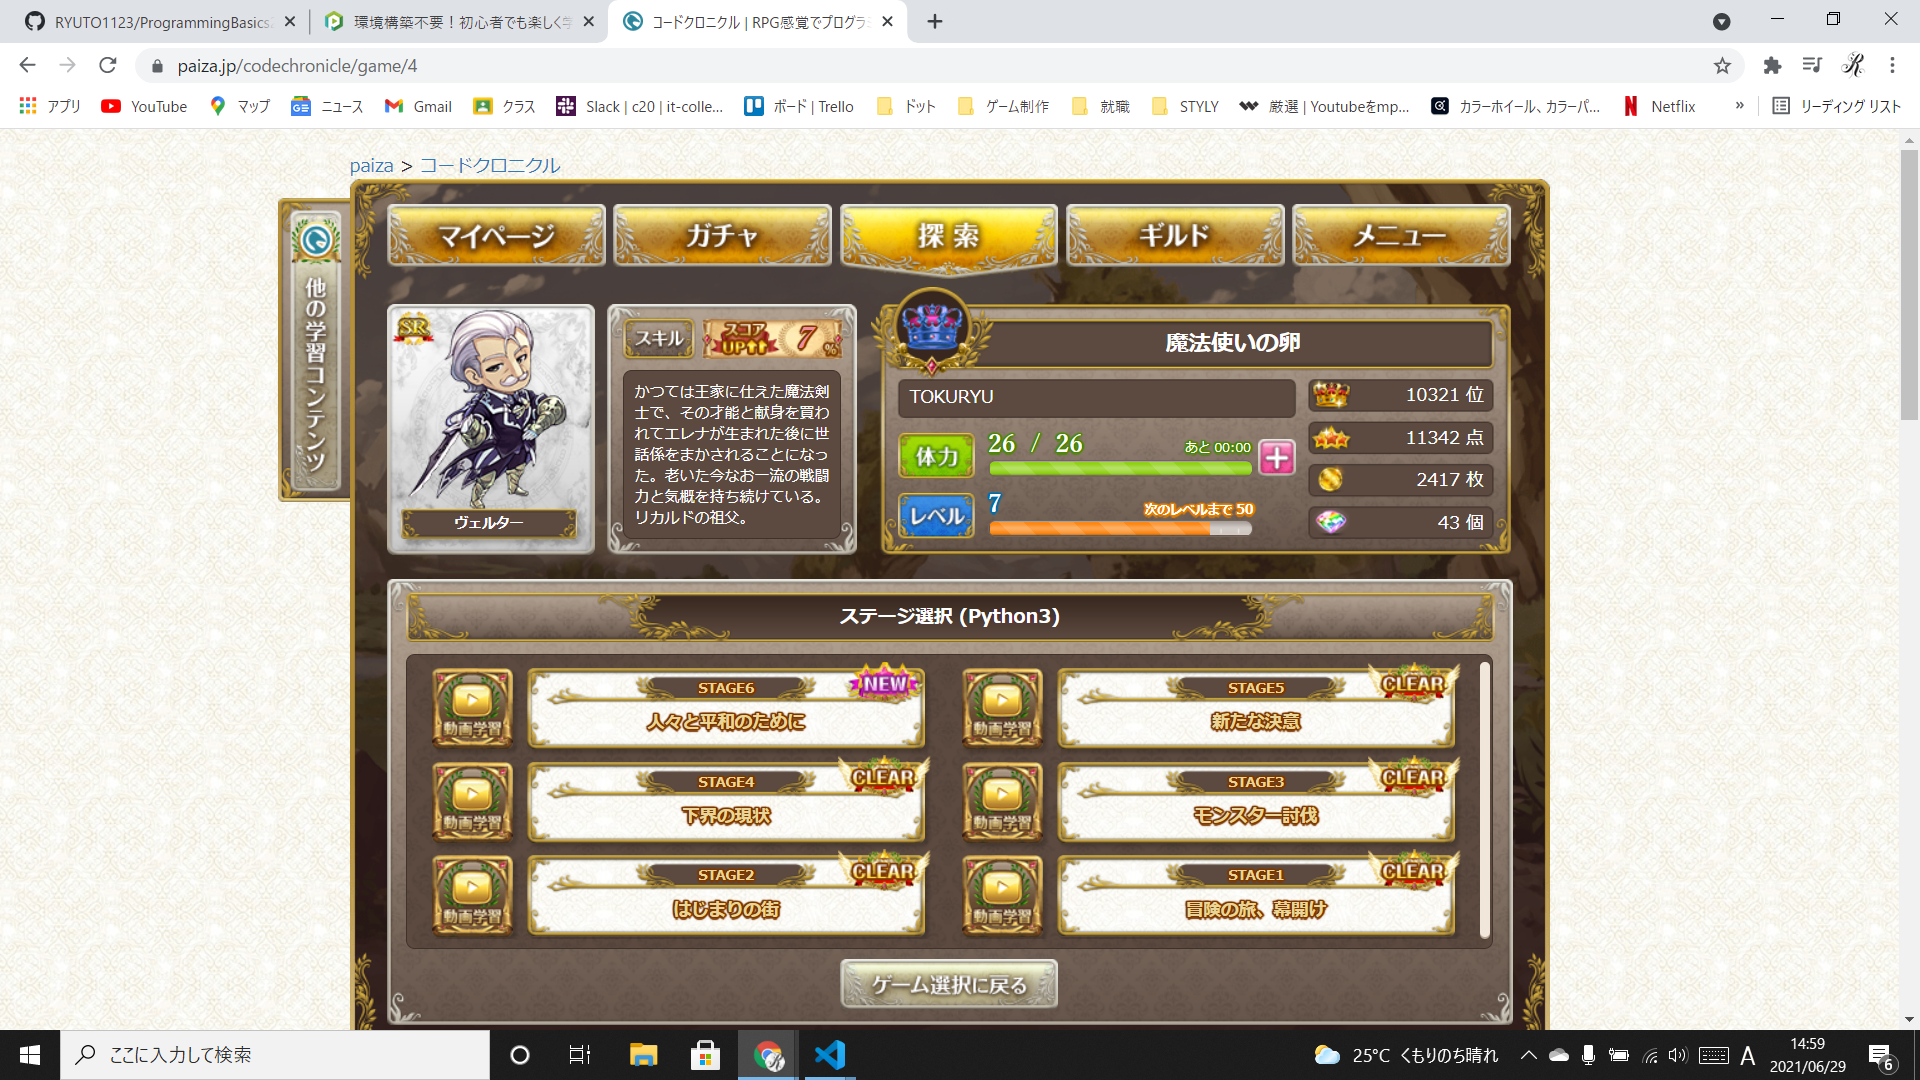 RYUTO1123/ProgrammingBasics
環境構築不要！初心者でも楽しく学
コードクロニクル | RPG感覚でプログラミ
paiza.jp/codechronicle/game/4
アプリ
YouTube
マップ
ニュース
Gmail
クラス
Slack | c20 | it-colle...
ボード | Trello
ドット
ゲーム制作
就職
STYLY
厳選 | Youtubeをmp...
カラーホイール、カラーパ...
Netflix
»
リーディング リスト
paiza > コードクロニクル
他の学習コンテンツ
マイページ
ガチャ
探索
ギルド
メニュー
SR
ヴェルター
スキル
スコアUP
7%
かつては王家に仕えた魔法剣
士で、その才能と献身を買わ
れてエレナが生まれた後に世
話係をまかされることになっ
た。老いた今なお一流の戦闘
力と気概を持ち続けている。
リカルドの祖父。
魔法使いの卵
TOKURYU
体力
26 / 26
あと 00:00
レベル
7
次のレベルまで 50
10321 位
11342 点
2417 枚
43 個
ステージ選択 (Python3)
動画学習
STAGE6
NEW
人々と平和のために
動画学習
STAGE5
CLEAR
新たな決意
動画学習
STAGE4
CLEAR
下界の現状
動画学習
STAGE3
CLEAR
モンスター討伐
動画学習
STAGE2
CLEAR
はじまりの街
動画学習
STAGE1
CLEAR
冒険の旅、幕開け
ゲーム選択に戻る
ここに入力して検索
25°C くもりのち晴れ
A
14:59
2021/06/29
6